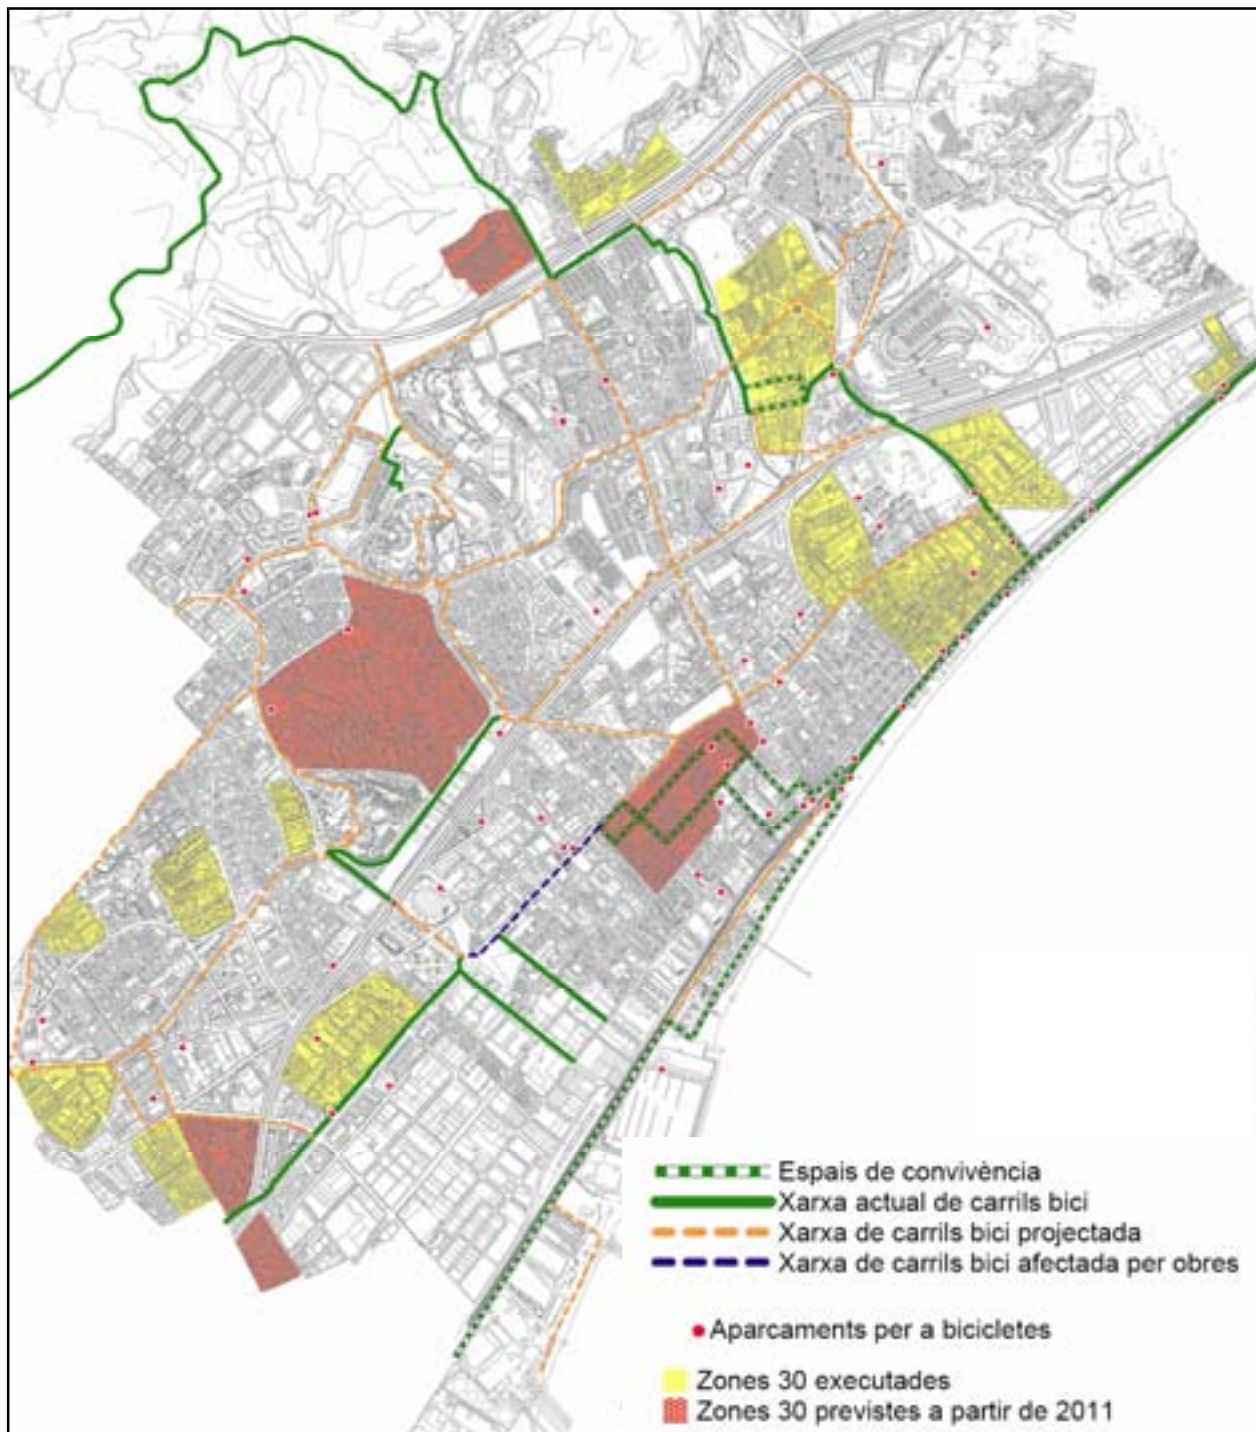 Espais de convivència
Xarxa actual de carrils bici
Xarxa de carrils bici projectada
Xarxa de carrils bici afectada per obres
Aparcaments per a bicicletes
Zones 30 executades
Zones 30 previstes a partir de 2011